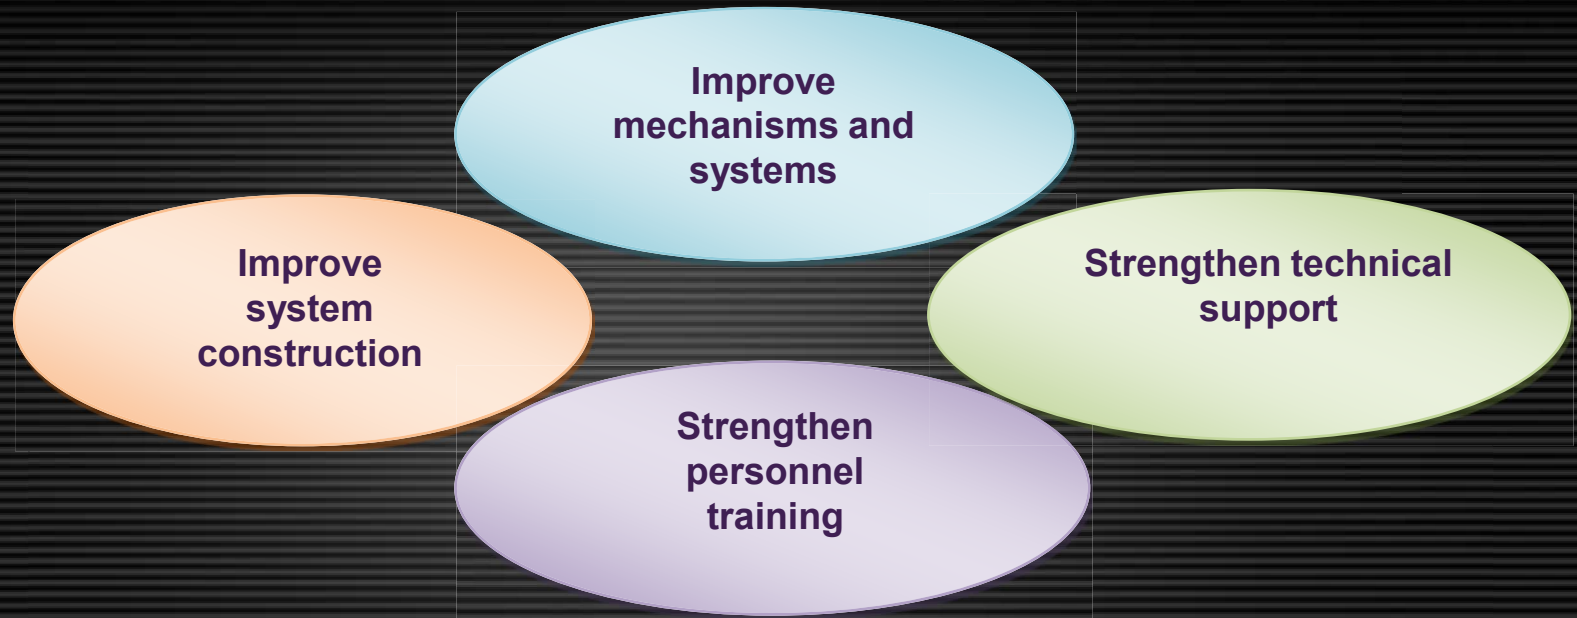 Improve
mechanisms and
systems
Improve
system
construction
Strengthen technical
support
Strengthen
personnel
training